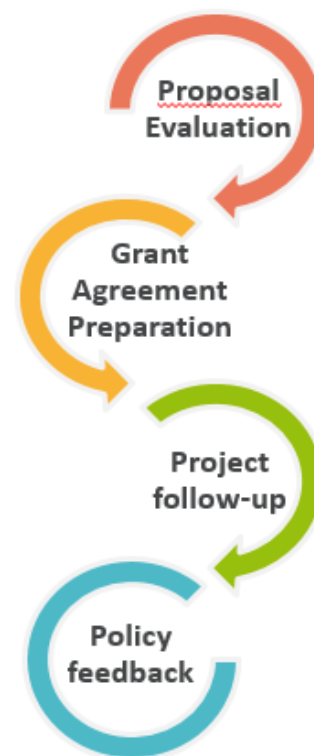 Proposal
Evaluation
Grant
Agreement
Preparation
Project
follow-up
Policy
feedback